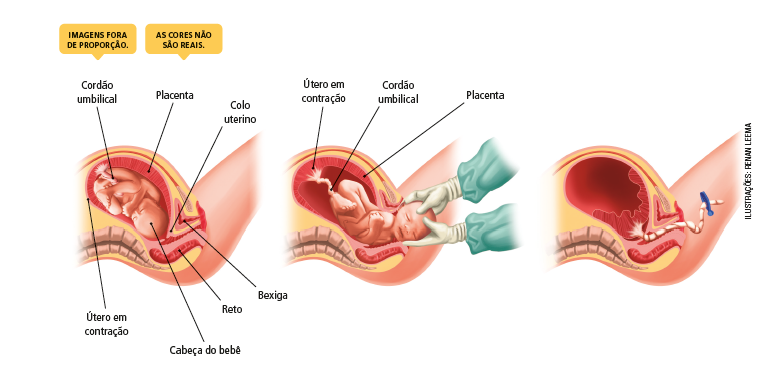 IMAGENS FORA
DE PROPORÇÃO.
AS CORES NÃO
SÃO REAIS.
Cordão
umbilical
Placenta
Colo
uterino
Útero em
contração
Cabeça do bebê
Reto
Bexiga
Útero em
contração
Cordão
umbilical
Placenta
ILUSTRAÇÕES: RENAN LEEMA